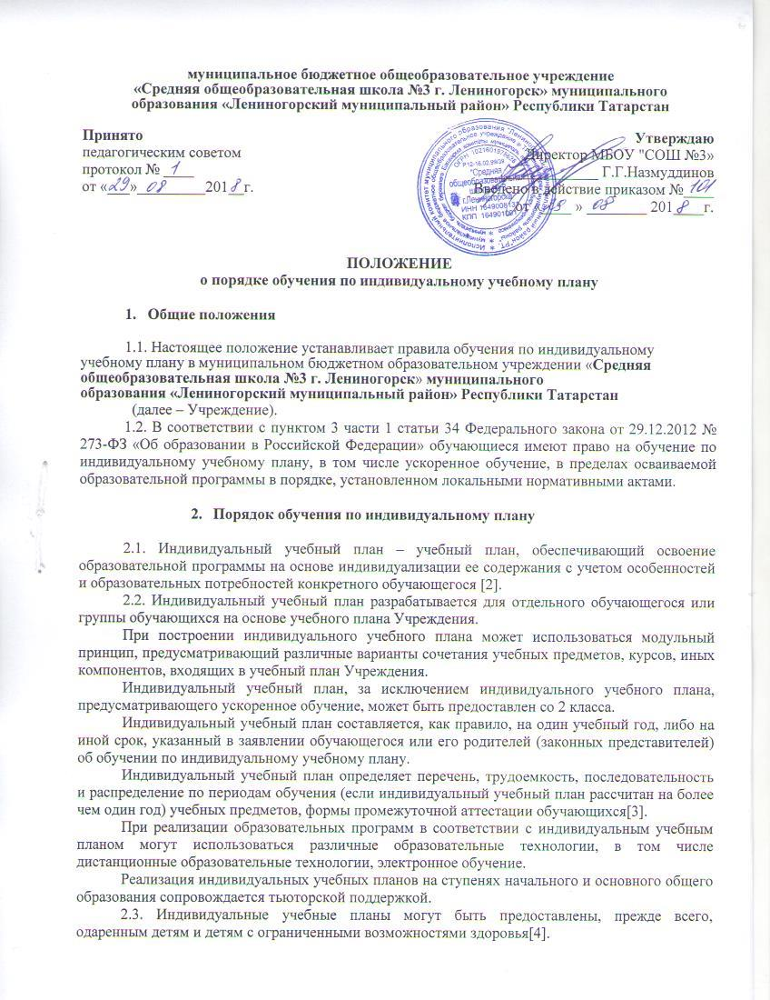 муниципальное бюджетное общеобразовательное учреждение
«Средняя общеобразовательная школа №3 г. Лениногорск» муниципального
образования «Лениногорский муниципальный район» Республики Татарстан
Принято
педагогическим советом
протокол № 1
от «29» 08 2018 г.
Утверждаю
Директор МБОУ "СОШ №3»
Г.Г.Назмуддинов
Введено в действие приказом № 101
от «29 » 08 2018 г.
ОГРН 1021601976826
Р12-16.02.99/39
"Средняя
общеобразовательная
г.Лениногорска
ИНН 1649008131
КПП 164901001
ПОЛОЖЕНИЕ
о порядке обучения по индивидуальному учебному плану
1. Общие положения
1.1. Настоящее положение устанавливает правила обучения по индивидуальному
учебному плану в муниципальном бюджетном образовательном учреждении «Средняя
общеобразовательная школа №3 г. Лениногорск» муниципального
образования «Лениногорский муниципальный район» Республики Татарстан
(далее – Учреждение).
1.2. В соответствии с пунктом 3 части 1 статьи 34 Федерального закона от 29.12.2012 №
273-ФЗ «Об образовании в Российской Федерации» обучающиеся имеют право на обучение по
индивидуальному учебному плану, в том числе ускоренное обучение, в пределах осваиваемой
образовательной программы в порядке, установленном локальными нормативными актами.
2. Порядок обучения по индивидуальному плану
2.1. Индивидуальный учебный план – учебный план, обеспечивающий освоение
образовательной программы на основе индивидуализации ее содержания с учетом особенностей
и образовательных потребностей конкретного обучающегося [2].
2.2. Индивидуальный учебный план разрабатывается для отдельного обучающегося или
группы обучающихся на основе учебного плана Учреждения.
При построении индивидуального учебного плана может использоваться модульный
принцип, предусматривающий различные варианты сочетания учебных предметов, курсов, иных
компонентов, входящих в учебный план Учреждения.
Индивидуальный учебный план, за исключением индивидуального учебного плана,
предусматривающего ускоренное обучение, может быть предоставлен со 2 класса.
Индивидуальный учебный план составляется, как правило, на один учебный год, либо на
иной срок, указанный в заявлении обучающегося или его родителей (законных представителей)
об обучении по индивидуальному учебному плану.
Индивидуальный учебный план определяет перечень, трудоемкость, последовательность
и распределение по периодам обучения (если индивидуальный учебный план рассчитан на более
чем один год) учебных предметов, формы промежуточной аттестации обучающихся[3].
При реализации образовательных программ в соответствии с индивидуальным учебным
планом могут использоваться различные образовательные технологии, в том числе
дистанционные образовательные технологии, электронное обучение.
Реализация индивидуальных учебных планов на ступенях начального и основного общего
образования сопровождается тьюторской поддержкой.
2.3. Индивидуальные учебные планы могут быть предоставлены, прежде всего,
одаренным детям и детям с ограниченными возможностями здоровья[4].